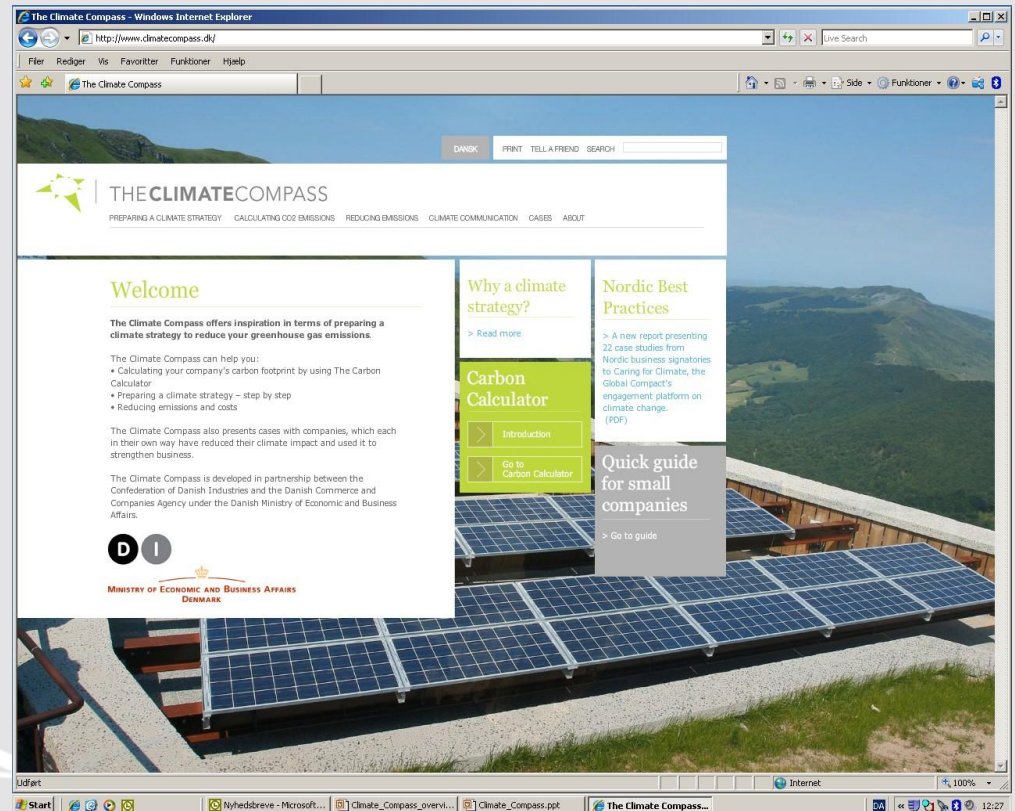 The Climate Compass - Windows Internet Explorer
http://www.climatecompass.dk/
Live Search
Filer Rediger Vis Favoritter Funktioner Hjælp
The Climate Compass
Side
Funktioner
DANSK
PRINT TELL A FRIEND SEARCH
THECLIMATECOMPASS
PREPARING A CLIMATE STRATEGY CALCULATING CO2 EMISSIONS REDUCING EMISSIONS CLIMATE COMMUNICATION CASES ABOUT
Welcome
The Climate Compass offers inspiration in terms of preparing a
climate strategy to reduce your greenhouse gas emissions.
The Climate Compass can help you:
• Calculating your company's carbon footprint by using The Carbon
Calculator
• Preparing a climate strategy – step by step
• Reducing emissions and costs
The Climate Compass also presents cases with companies, which each
in their own way have reduced their climate impact and used it to
strengthen business.
The Climate Compass is developed in partnership between the
Confederation of Danish Industries and the Danish Commerce and
Companies Agency under the Danish Ministry of Economic and Business
Affairs.
D I
MINISTRY OF ECONOMIC AND BUSINESS AFFAIRS
DENMARK
Why a climate
strategy?
> Read more
Carbon
Calculator
Introduction
Go to
Carbon Calculator
Nordic Best
Practices
> A new report presenting
22 case studies from
Nordic business signatories
to Caring for Climate, the
Global Compact's
engagement platform on
climate change.
(PDF)
Quick guide
for small
companies
> Go to guide
Udført
Internet
100%
Start
Nyhedsbreve - Microsoft...
Climate_Compass_overvi...
Climate_Compass.ppt
The Climate Compass...
DA
12:27